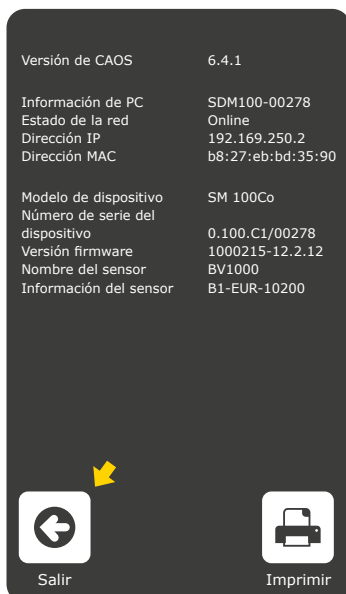 Versión de CAOS 6.4.1
Información de PC SDM100-00278
Estado de la red Online
Dirección IP 192.169.250.2
Dirección MAC b8:27:eb:bd:35:90
Modelo de dispositivo SM 100Co
Número de serie del
dispositivo 0.100.C1/00278
Versión firmware 1000215-12.2.12
Nombre del sensor BV1000
Información del sensor B1-EUR-10200
Salir Imprimir